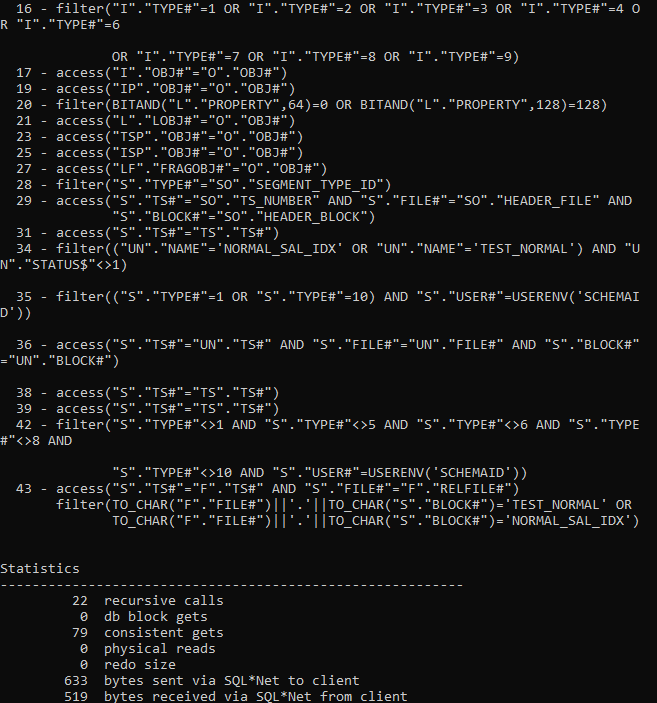 16 - filter("I"."TYPE#"=1 OR "I"."TYPE#"=2 OR "I"."TYPE#"=3 OR "I"."TYPE#"=4 O
R "I"."TYPE#"=6
              OR "I"."TYPE#"=7 OR "I"."TYPE#"=8 OR "I"."TYPE#"=9)
  17 - access("I"."OBJ#"="O"."OBJ#")
  19 - access("IP"."OBJ#"="O"."OBJ#")
  20 - filter(BITAND("L"."PROPERTY",64)=0 OR BITAND("L"."PROPERTY",128)=128)
  21 - access("L"."LOBJ#"="O"."OBJ#")
  23 - access("TSP"."OBJ#"="O"."OBJ#")
  25 - access("ISP"."OBJ#"="O"."OBJ#")
  27 - access("LF"."FRAGOBJ#"="O"."OBJ#")
  28 - filter("S"."TYPE#"="SO"."SEGMENT_TYPE_ID")
  29 - access("S"."TS#"="SO"."TS_NUMBER" AND "S"."FILE#"="SO"."HEADER_FILE" AND
              "S"."BLOCK#"="SO"."HEADER_BLOCK")
  31 - access("S"."TS#"="TS"."TS#")
  34 - filter(("UN"."NAME"='NORMAL_SAL_IDX' OR "UN"."NAME"='TEST_NORMAL') AND "U
N"."STATUS$"<>1)
  35 - filter(("S"."TYPE#"=1 OR "S"."TYPE#"=10) AND "S"."USER#"=USERENV('SCHEMAI
D'))
  36 - access("S"."TS#"="UN"."TS#" AND "S"."FILE#"="UN"."FILE#" AND "S"."BLOCK#"
="UN"."BLOCK#")
  38 - access("S"."TS#"="TS"."TS#")
  39 - access("S"."TS#"="TS"."TS#")
  42 - filter("S"."TYPE#"<>1 AND "S"."TYPE#"<>5 AND "S"."TYPE#"<>6 AND "S"."TYPE
#"<>8 AND
              "S"."TYPE#"<>10 AND "S"."USER#"=USERENV('SCHEMAID'))
  43 - access("S"."TS#"="F"."TS#" AND "S"."FILE#"="F"."RELFILE#")
       filter(TO_CHAR("F"."FILE#")||'.'||TO_CHAR("S"."BLOCK#")='TEST_NORMAL' OR
              TO_CHAR("F"."FILE#")||'.'||TO_CHAR("S"."BLOCK#")='NORMAL_SAL_IDX')
Statistics
----------------------------------------------------------
         22  recursive calls
          0  db block gets
         79  consistent gets
          0  physical reads
          0  redo size
        633  bytes sent via SQL*Net to client
        519  bytes received via SQL*Net from client